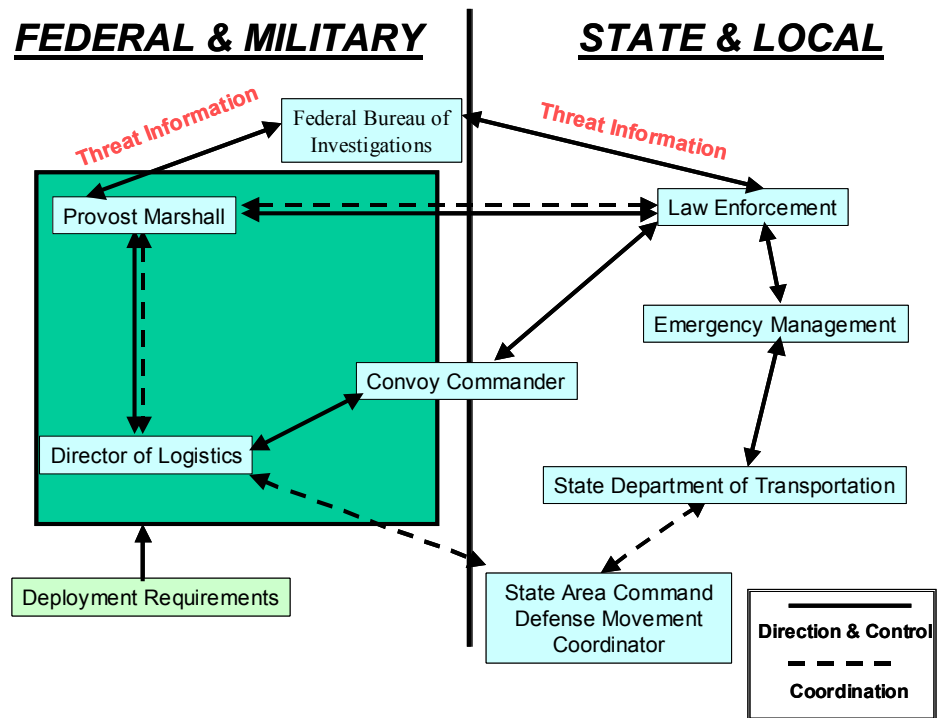 FEDERAL & MILITARY
STATE & LOCAL
Threat Information
Federal Bureau of
Investigations
Threat Information
Provost Marshall
Law Enforcement
Emergency Management
Convoy Commander
Director of Logistics
State Department of Transportation
Deployment Requirements
State Area Command
Defense Movement
Coordinator
Direction & Control
Coordination